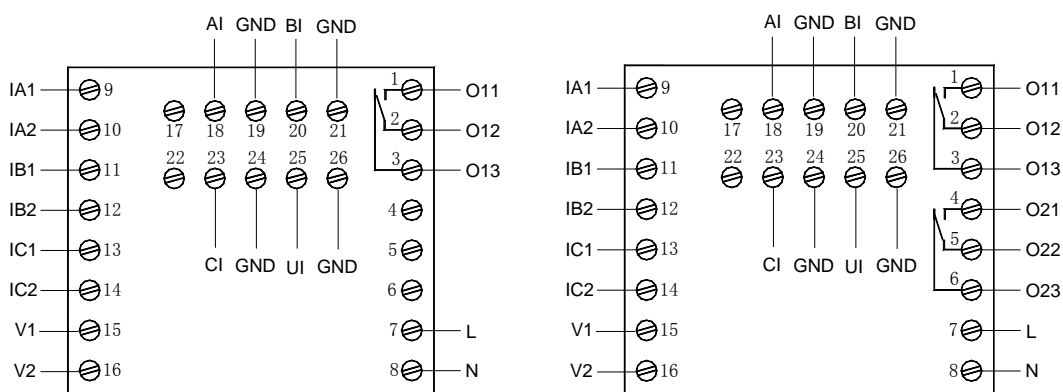 AI GND BI GND
IA1 9 1 O11
17 18 19 20 21
IA2 10 2 O12
22 23 24 25 26
IB1 11 3 O13
IB2 12 4
IC1 13 5
CI GND UI GND
IC2 14 6
V1 15 7 L
V2 16 8 N
AI GND BI GND
IA1 9 1 O11
17 18 19 20 21
IA2 10 2 O12
22 23 24 25 26
IB1 11 3 O13
IB2 12 4 O21
IC1 13 5 O22
CI GND UI GND
IC2 14 6 O23
V1 15 7 L
V2 16 8 N